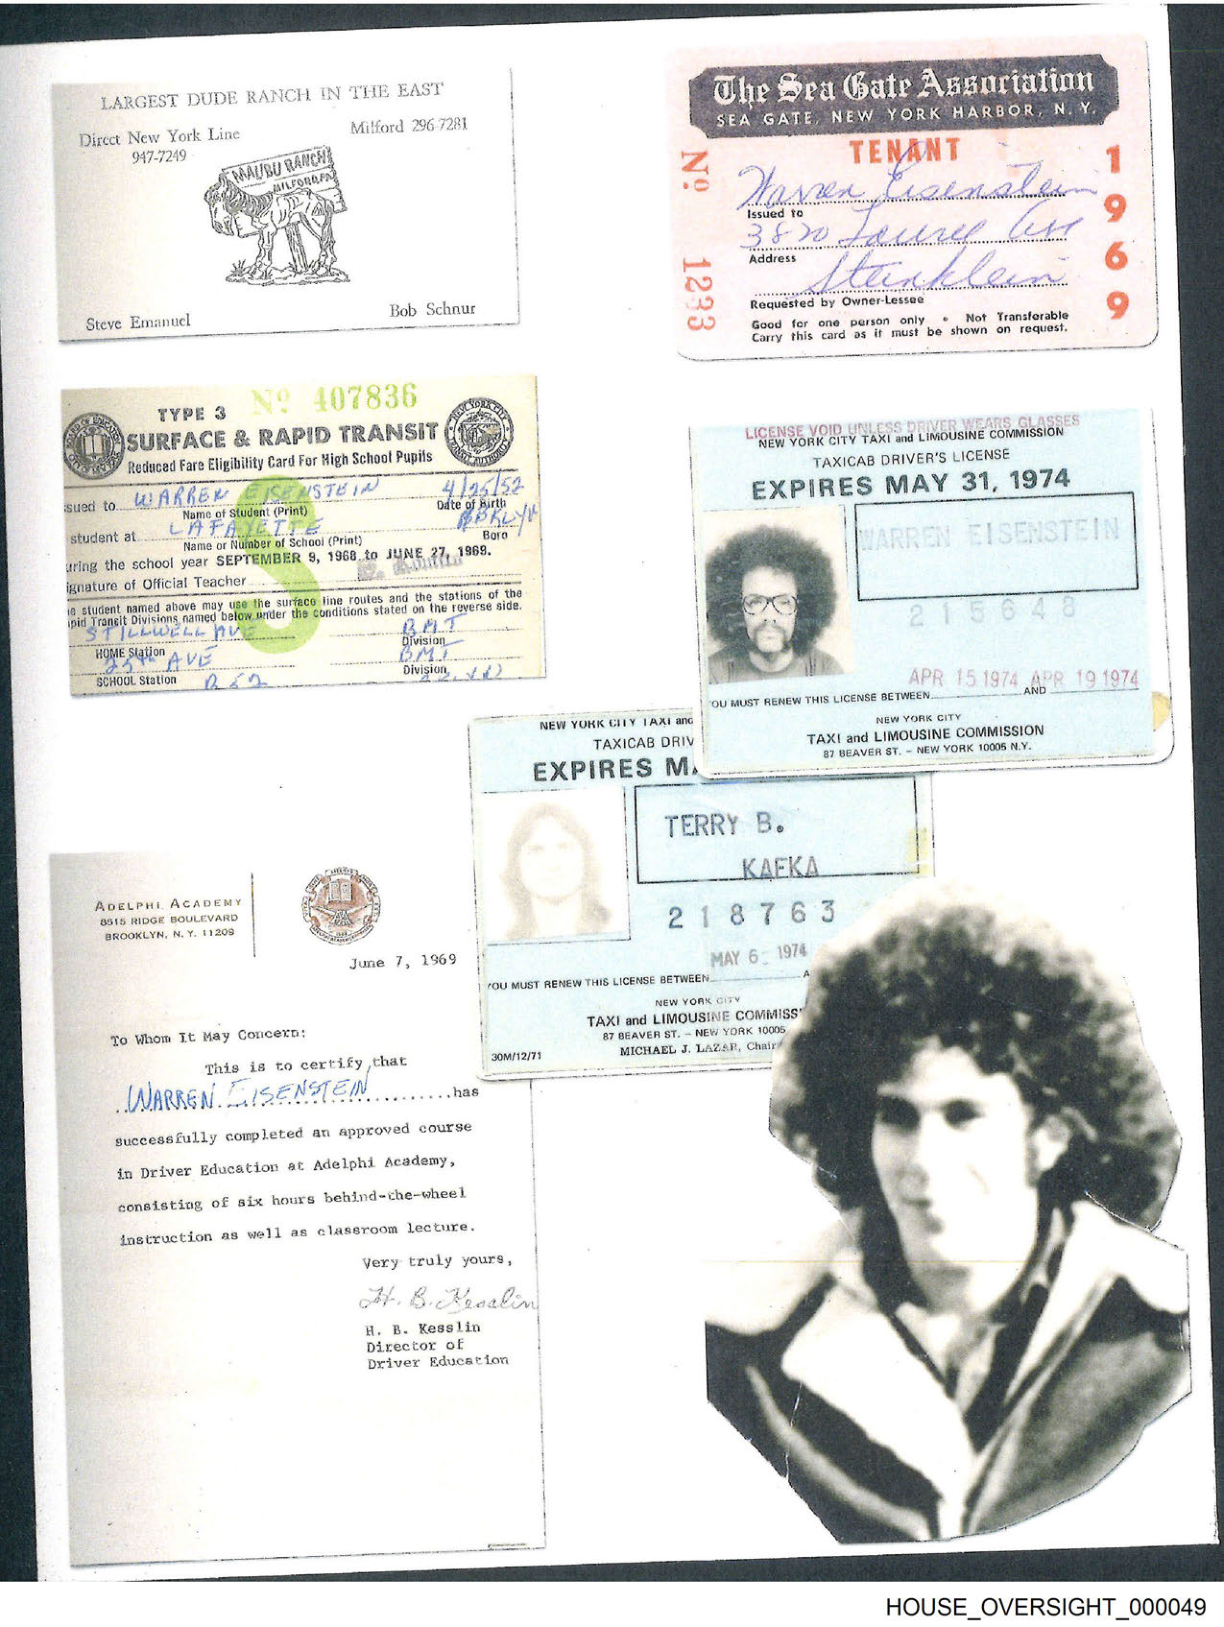 LARGEST DUDE RANCH IN THE EAST
Direct New York Line
947-7249
Milford 296-7281
MALIBU RANCH
MILFORD, PA.
Steve Emanuel
Bob Schnur
The Sea Gate Association
SEA GATE, NEW YORK HARBOR, N. Y.
TENANT
No. 1233
1969
Warren Eisenstein
Issued to
3820 Laurel Ave
Address
Steinklein
Requested by Owner-Lessee
Good for one person only • Not Transferable
Carry this card as it must be shown on request.
TYPE 3
No 407836
SURFACE & RAPID TRANSIT
Reduced Fare Eligibility Card For High School Pupils
sued to WARREN EISENSTEIN 4/25/52
Name of Student (Print) Date of Birth
student at LAFAYETTE BKLYN
Name or Number of School (Print) Boro
uring the school year SEPTEMBER 9, 1968 to JUNE 27, 1969.
ignature of Official Teacher
e student named above may use the surface line routes and the stations of the
pid Transit Divisions named below under the conditions stated on the reverse side.
S
STILLWELL AVE BMT
HOME Station Division
25th AVE BMT
SCHOOL Station Division
LICENSE VOID UNLESS DRIVER WEARS GLASSES
NEW YORK CITY TAXI and LIMOUSINE COMMISSION
TAXICAB DRIVER'S LICENSE
EXPIRES MAY 31, 1974
WARREN EISENSTEIN
215648
APR 15 1974 APR 19 1974
OU MUST RENEW THIS LICENSE BETWEEN AND
NEW YORK CITY
TAXI and LIMOUSINE COMMISSION
87 BEAVER ST. – NEW YORK 10005 N.Y.
NEW YORK CITY TAXI and
TAXICAB DRIV
EXPIRES MA
TERRY B.
KAFKA
218763
MAY 6 1974
YOU MUST RENEW THIS LICENSE BETWEEN A
NEW YORK CITY
TAXI and LIMOUSINE COMMISS
87 BEAVER ST. – NEW YORK 10005
30M/12/71
MICHAEL J. LAZAR, Chair
ADELPHI ACADEMY
8515 RIDGE BOULEVARD
BROOKLYN, N. Y. 11209
June 7, 1969
To Whom It May Concern:
This is to certify that
WARREN EISENSTEIN has
successfully completed an approved course
in Driver Education at Adelphi Academy,
consisting of six hours behind-the-wheel
instruction as well as classroom lecture.
Very truly yours,
H. B. Kesslin
H. B. Kesslin
Director of
Driver Education
HOUSE_OVERSIGHT_000049